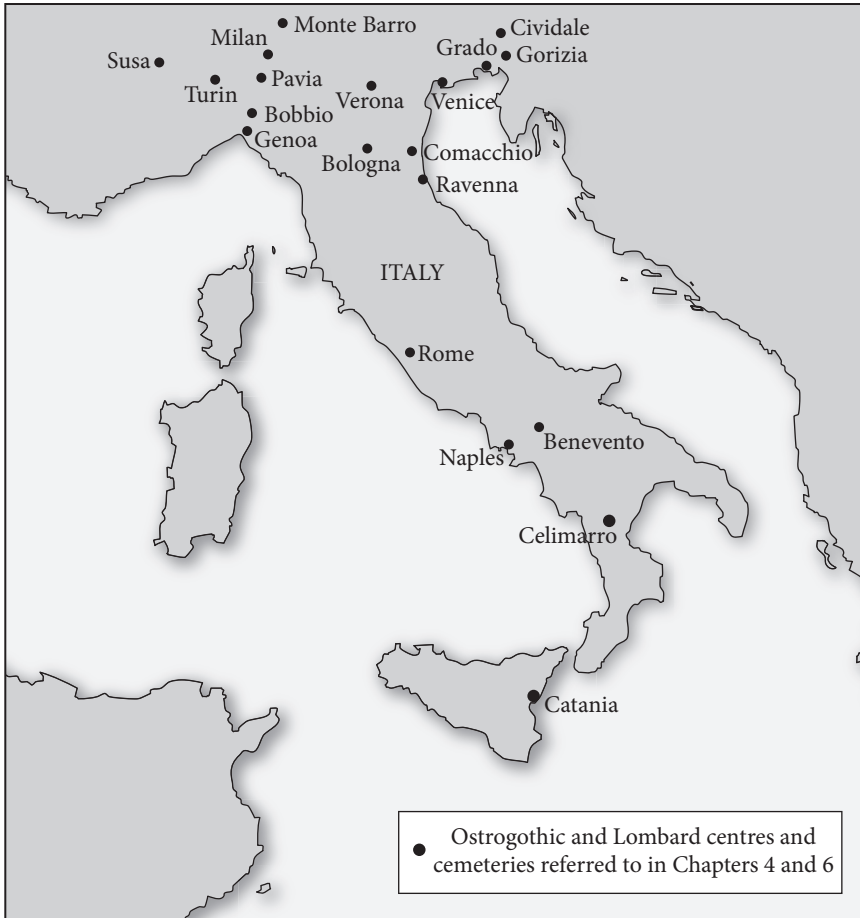 Monte Barro
Cividale
Milan
Grado
Gorizia
Susa
Pavia
Turin
Verona
Venice
Bobbio
Genoa
Bologna
Comacchio
Ravenna
ITALY
Rome
Benevento
Naples
Celimarro
Catania
Ostrogothic and Lombard centres and
cemeteries referred to in Chapters 4 and 6